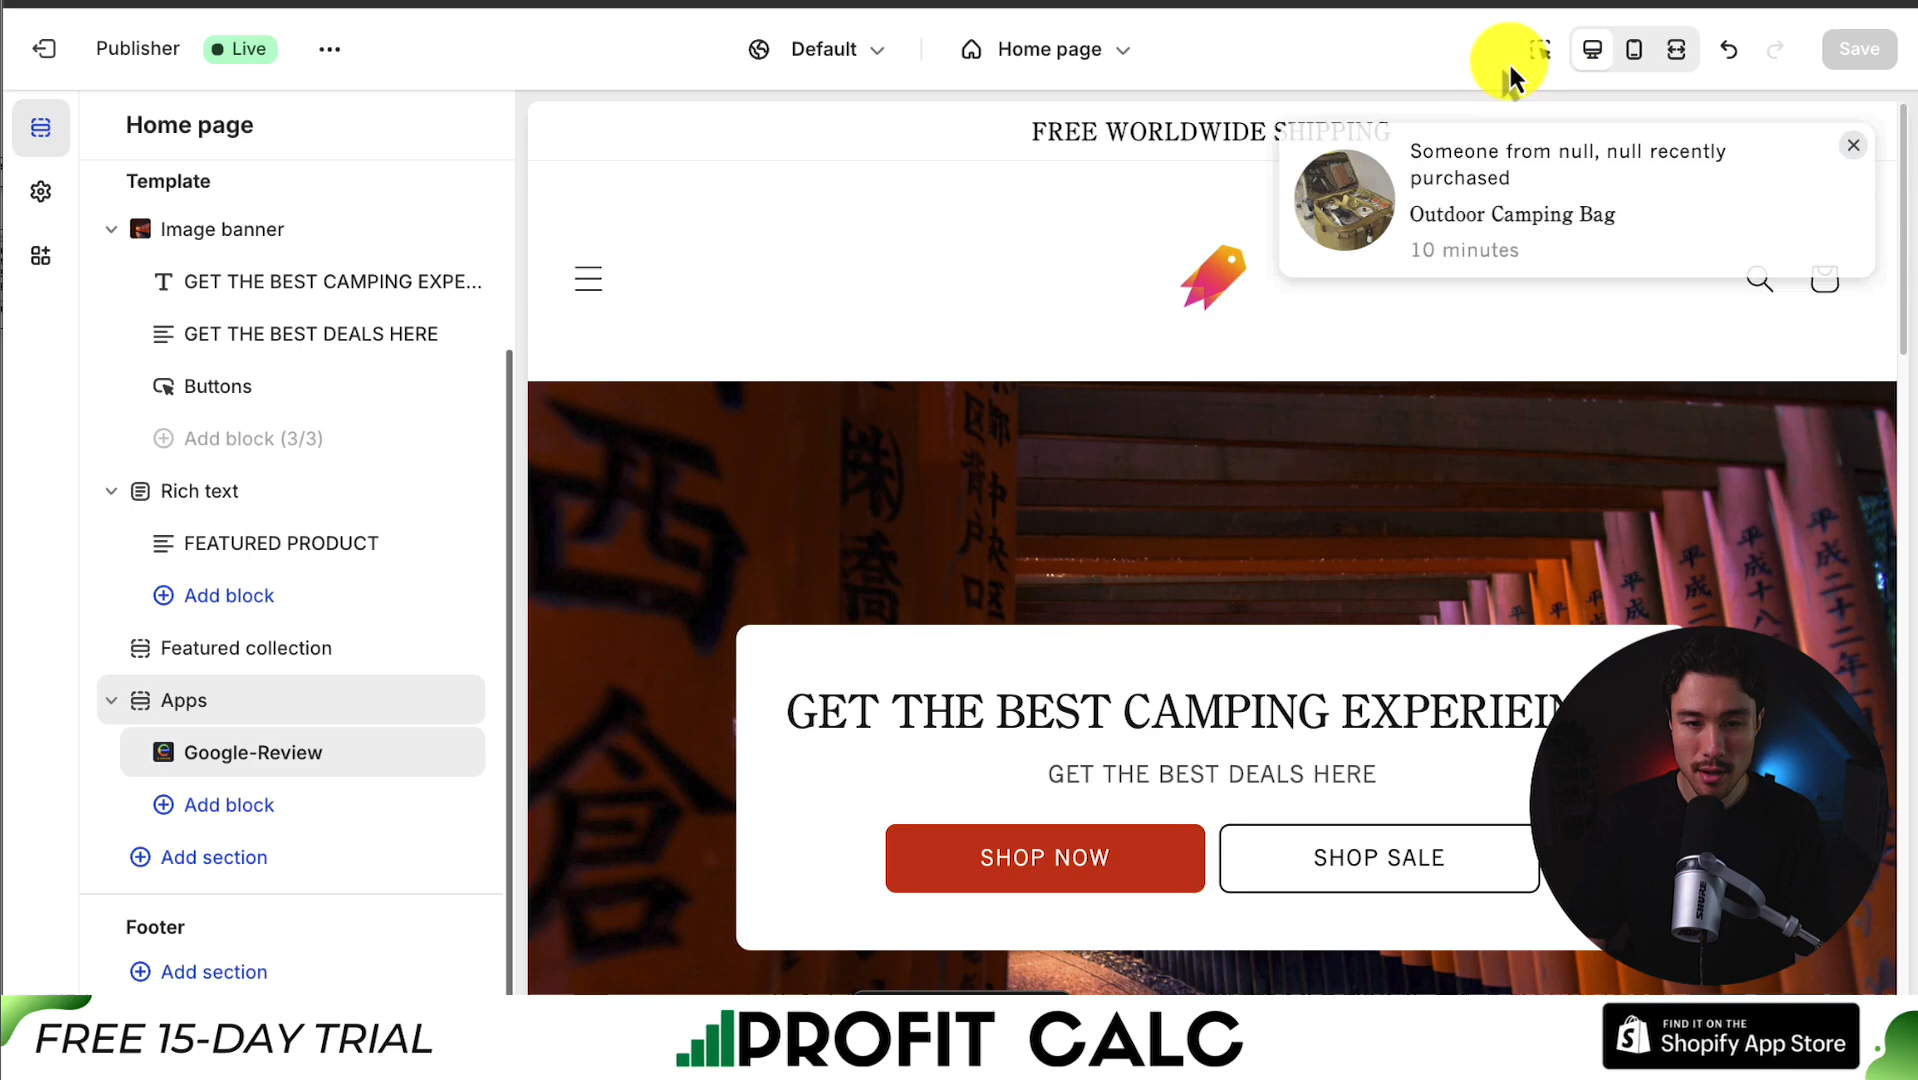 Publisher
Live
Default
Home page
Save
Home page
Template
Image banner
GET THE BEST CAMPING EXPE...
GET THE BEST DEALS HERE
Buttons
Add block (3/3)
Rich text
FEATURED PRODUCT
Add block
Featured collection
Apps
Google-Review
Add block
Add section
Footer
Add section
FREE WORLDWIDE SHIPPING
Someone from null, null recently
purchased
Outdoor Camping Bag
10 minutes
西
倉
GET THE BEST CAMPING EXPERIEIN
GET THE BEST DEALS HERE
SHOP NOW
SHOP SALE
SHURE
FREE 15-DAY TRIAL
PROFIT CALC
FIND IT ON THE
Shopify App Store